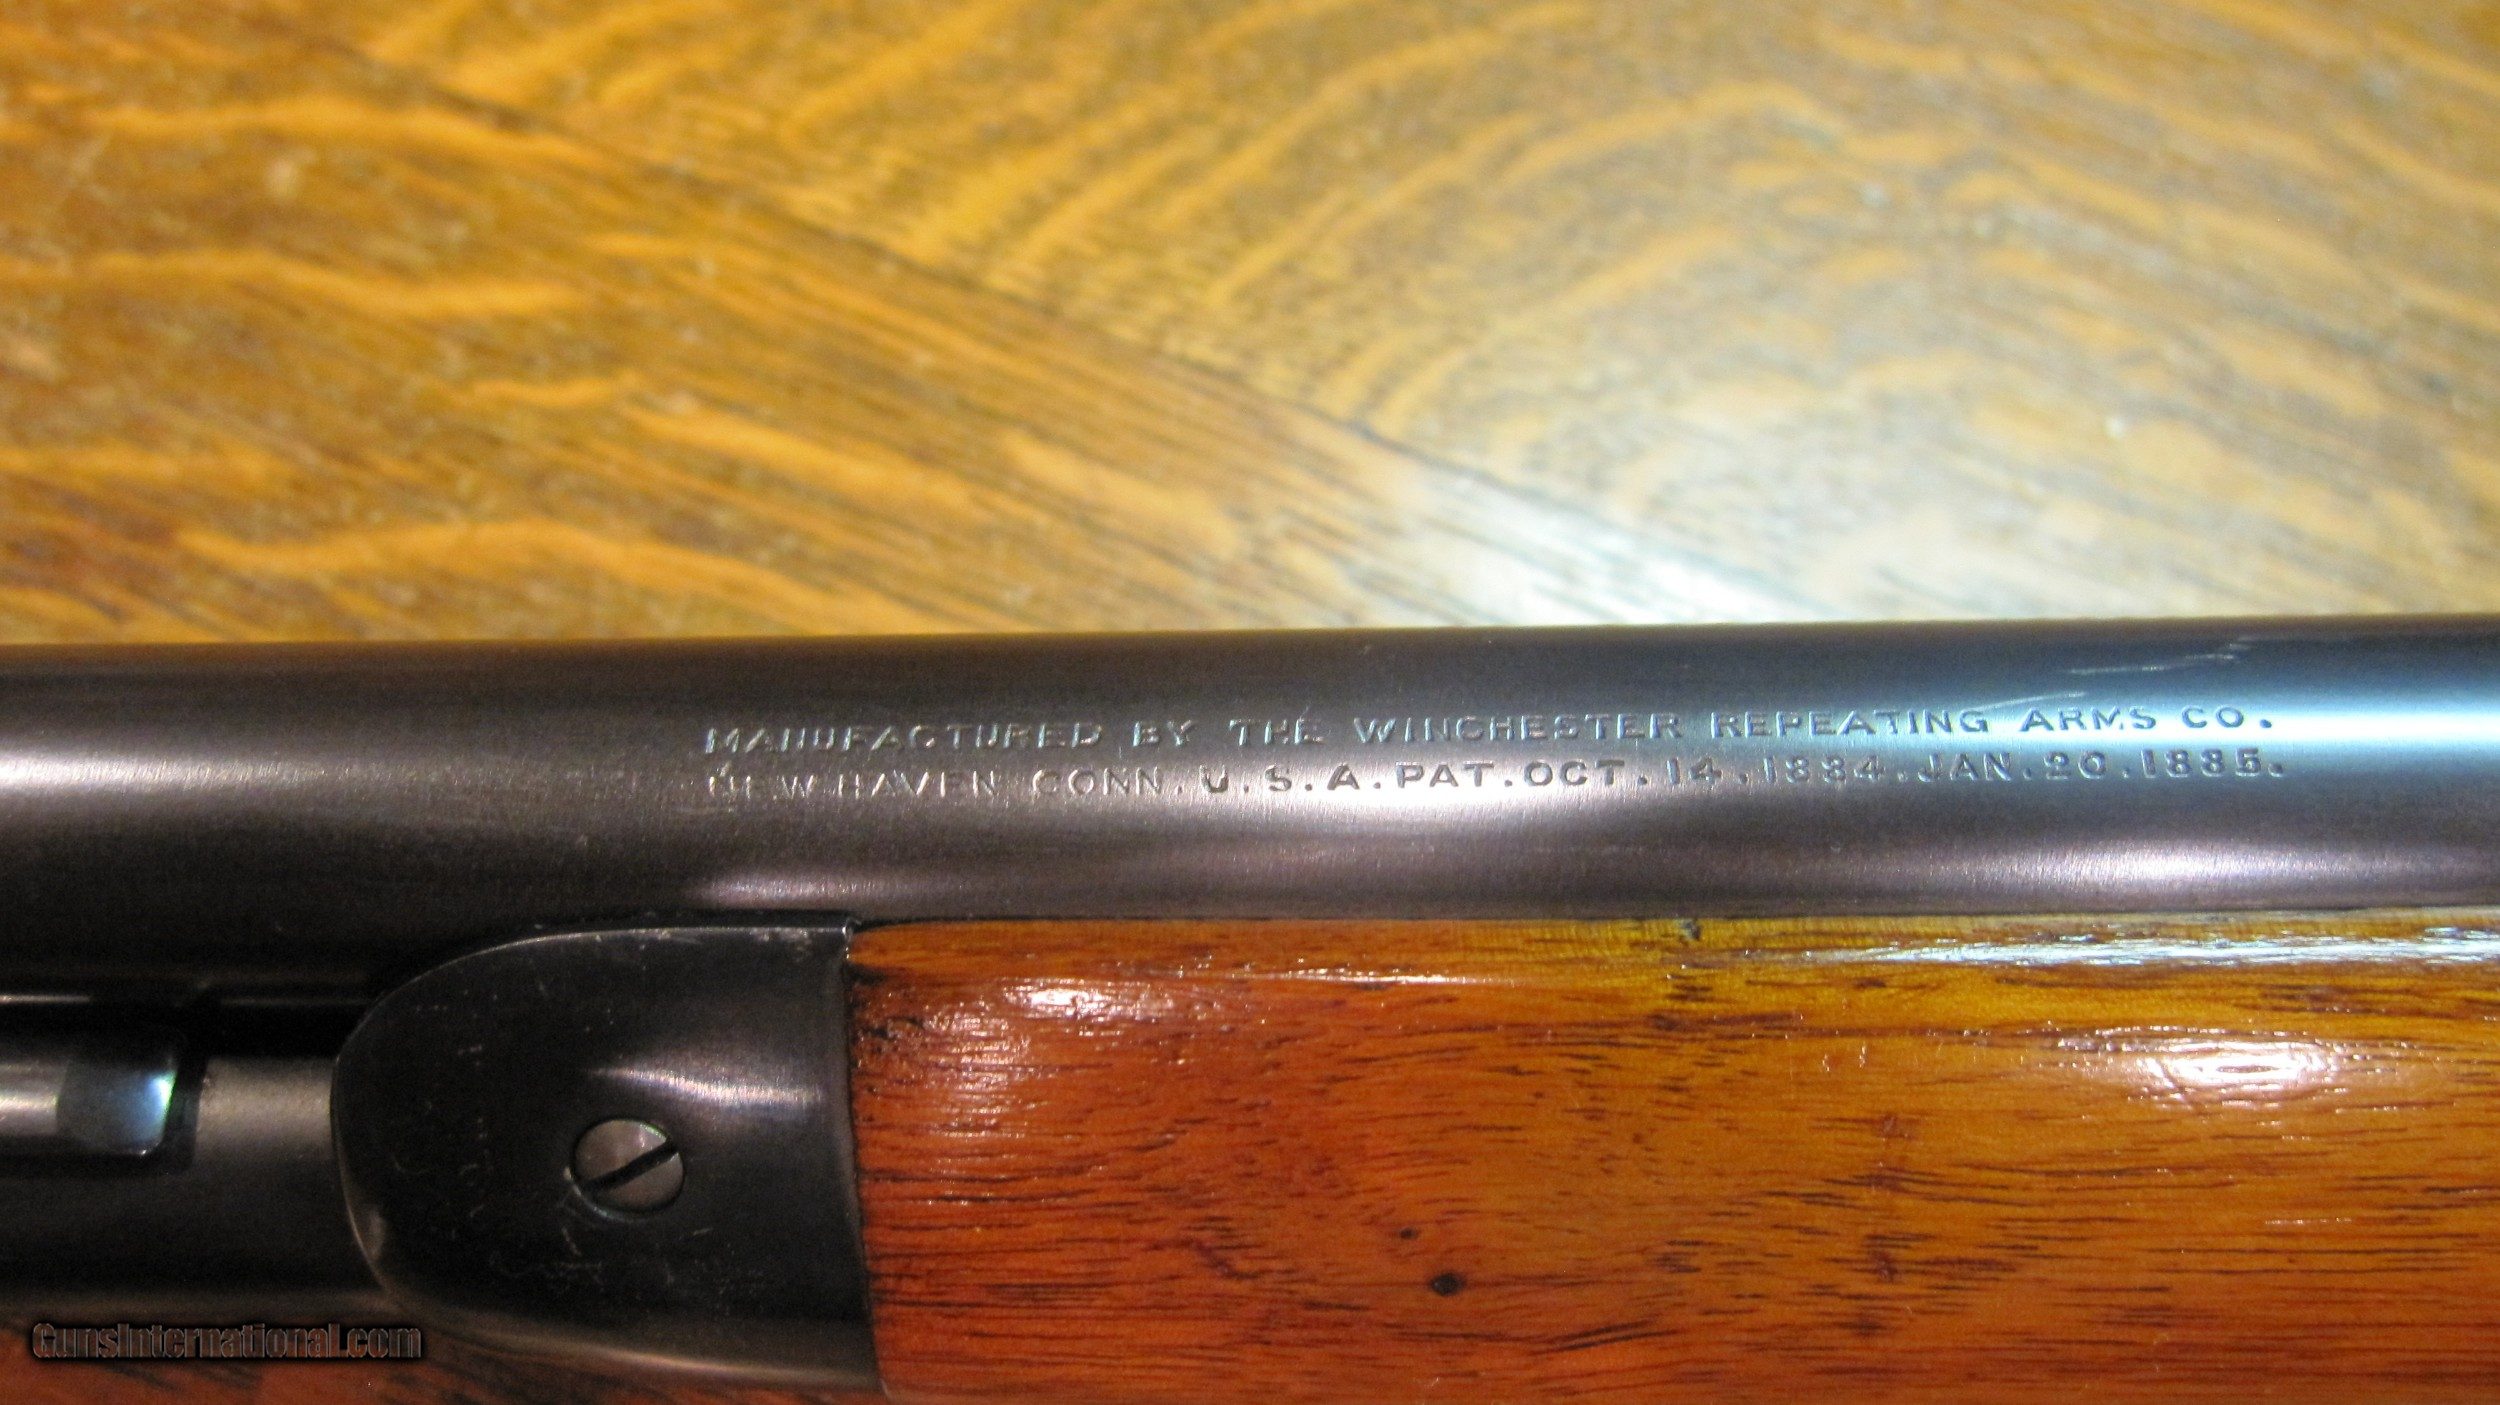 MANUFACTURED BY THE WINCHESTER REPEATING ARMS CO.
NEW HAVEN CONN. U.S.A. PAT. OCT. 14. 1884. JAN. 20. 1885.
GunsInternational.com